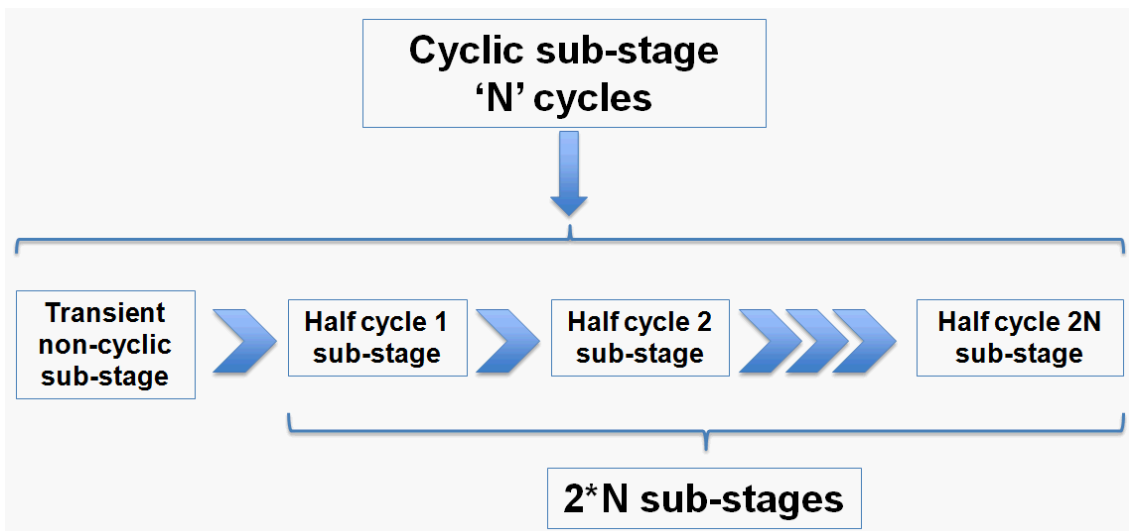 Cyclic sub-stage
‘N’ cycles
Transient
non-cyclic
sub-stage
Half cycle 1
sub-stage
Half cycle 2
sub-stage
Half cycle 2N
sub-stage
2*N sub-stages